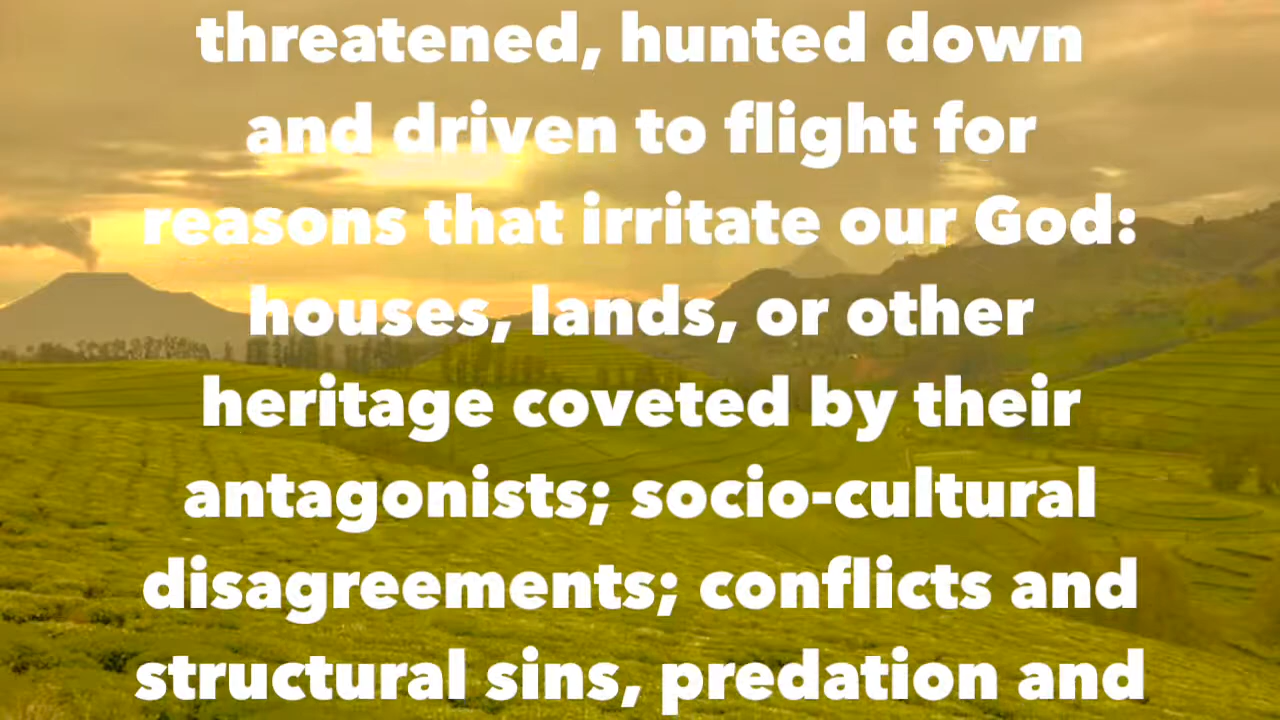 threatened, hunted down
and driven to flight for
reasons that irritate our God:
houses, lands, or other
heritage coveted by their
antagonists; socio-cultural
disagreements; conflicts and
structural sins, predation and